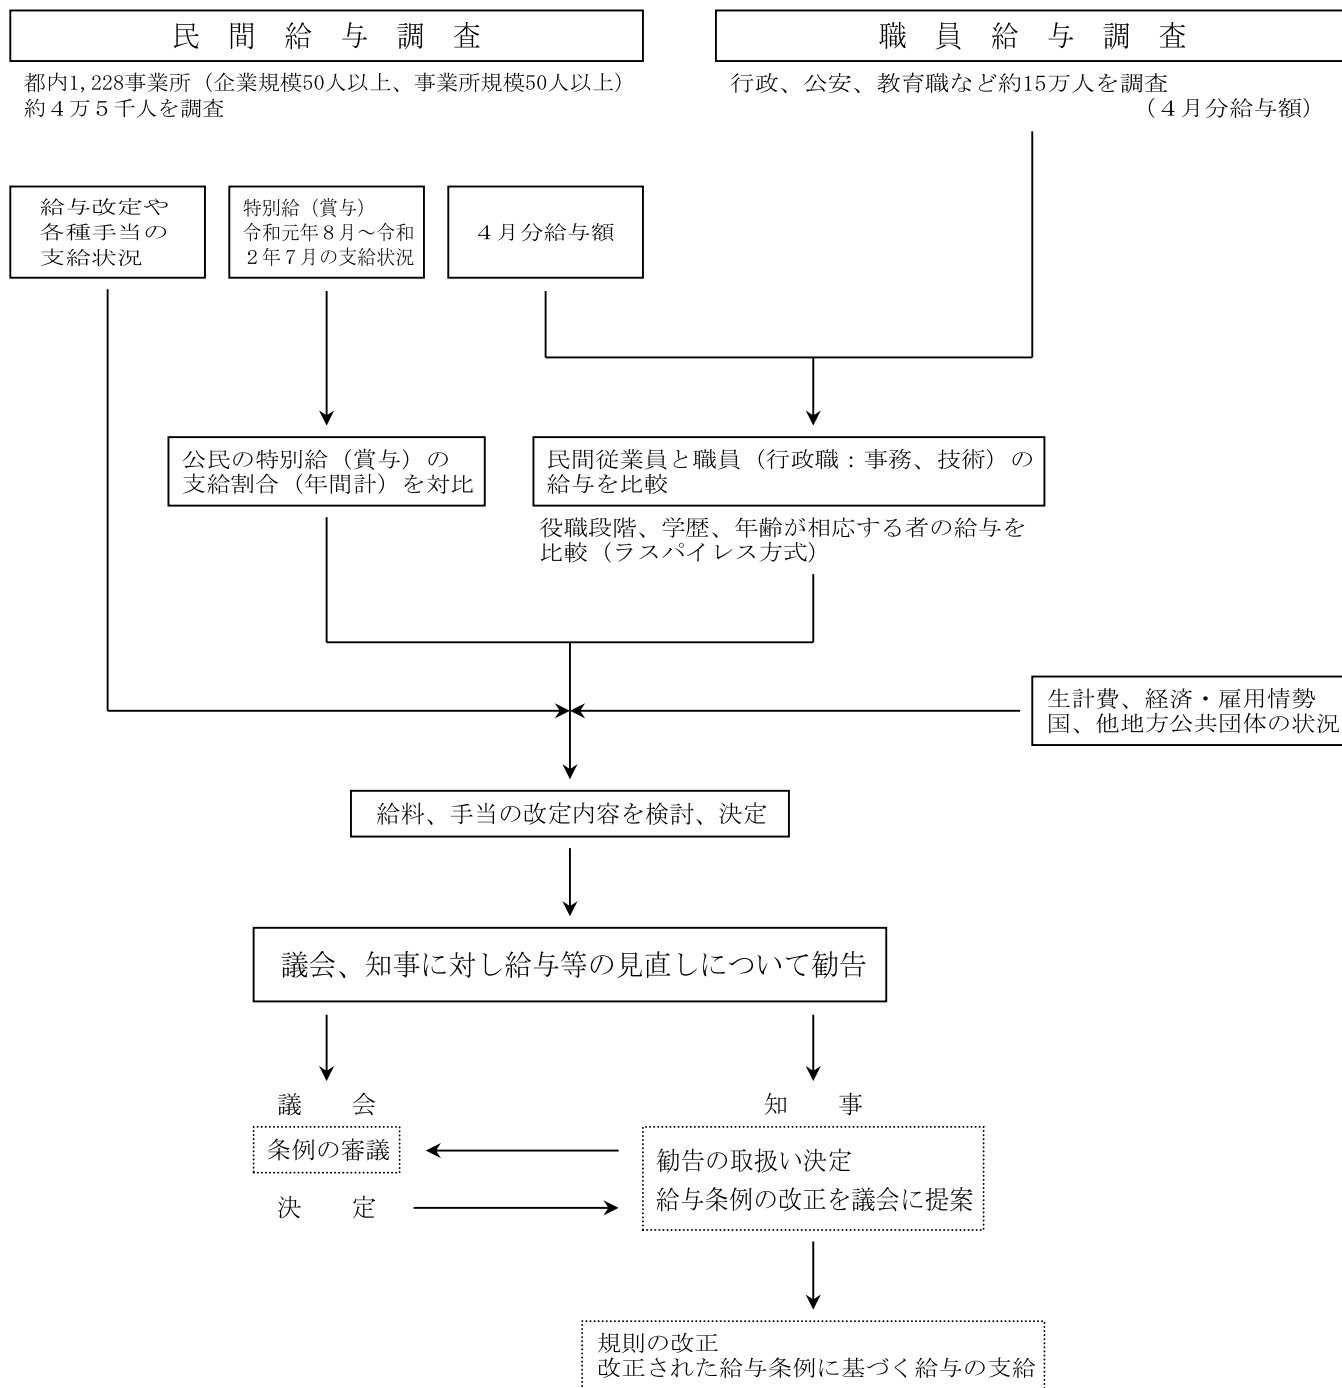 民間給与調査
都内1,228事業所（企業規模50人以上、事業所規模50人以上）
約４万５千人を調査
職員給与調査
行政、公安、教育職など約15万人を調査
（４月分給与額）
給与改定や
各種手当の
支給状況
特別給（賞与）
令和元年８月～令和
２年７月の支給状況
４月分給与額
公民の特別給（賞与）の
支給割合（年間計）を対比
民間従業員と職員（行政職：事務、技術）の
給与を比較
役職段階、学歴、年齢が相応する者の給与を
比較（ラスパイレス方式）
生計費、経済・雇用情勢
国、他地方公共団体の状況
給料、手当の改定内容を検討、決定
議会、知事に対し給与等の見直しについて勧告
議会
条例の審議
決定
知事
勧告の取扱い決定
給与条例の改正を議会に提案
規則の改正
改正された給与条例に基づく給与の支給